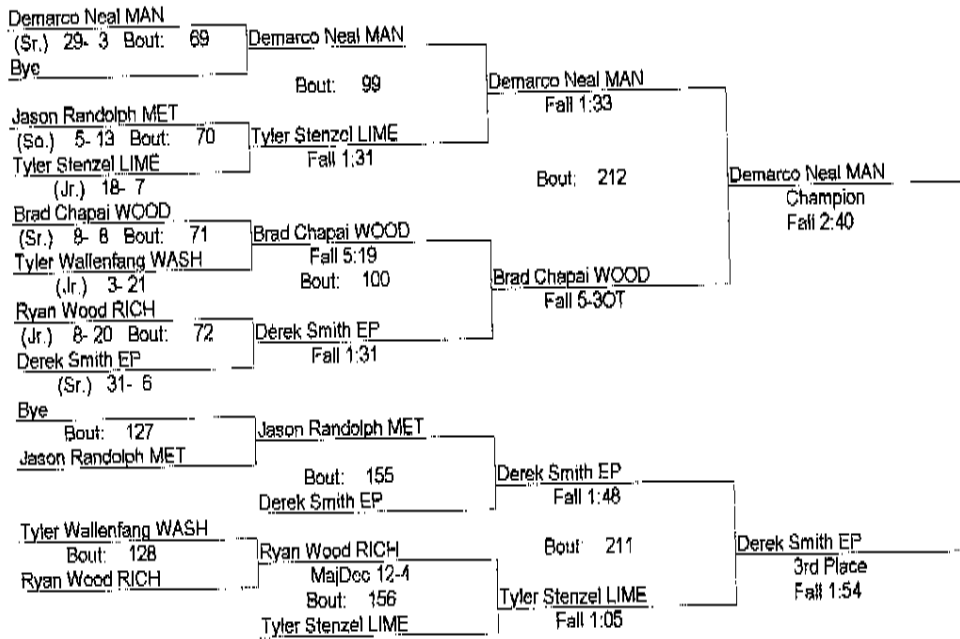 Demarco Neal MAN
(Sr.) 29- 3 Bout: 69
Bye
Demarco Neal MAN
Bout: 99
Jason Randolph MET
(So.) 5- 13 Bout: 70
Tyler Stenzel LIME
(Jr.) 18- 7
Tyler Stenzel LIME
Fall 1:31
Demarco Neal MAN
Fall 1:33
Bout: 212
Brad Chapai WOOD
(Sr.) 8- 8 Bout: 71
Tyler Wallenfang WASH
(Jr.) 3- 21
Brad Chapai WOOD
Fall 5:19
Bout: 100
Ryan Wood RICH
(Jr.) 8- 20 Bout: 72
Derek Smith EP
(Sr.) 31- 6
Derek Smith EP
Fall 1:31
Brad Chapai WOOD
Fall 5-3OT
Demarco Neal MAN
Champion
Fall 2:40
Bye
Bout: 127
Jason Randolph MET
Jason Randolph MET
Bout: 155
Derek Smith EP
Derek Smith EP
Fall 1:48
Bout 211
Tyler Wallenfang WASH
Bout: 128
Ryan Wood RICH
Ryan Wood RICH
MajDec 12-4
Bout: 156
Tyler Stenzel LIME
Tyler Stenzel LIME
Fall 1:05
Derek Smith EP
3rd Place
Fall 1:54